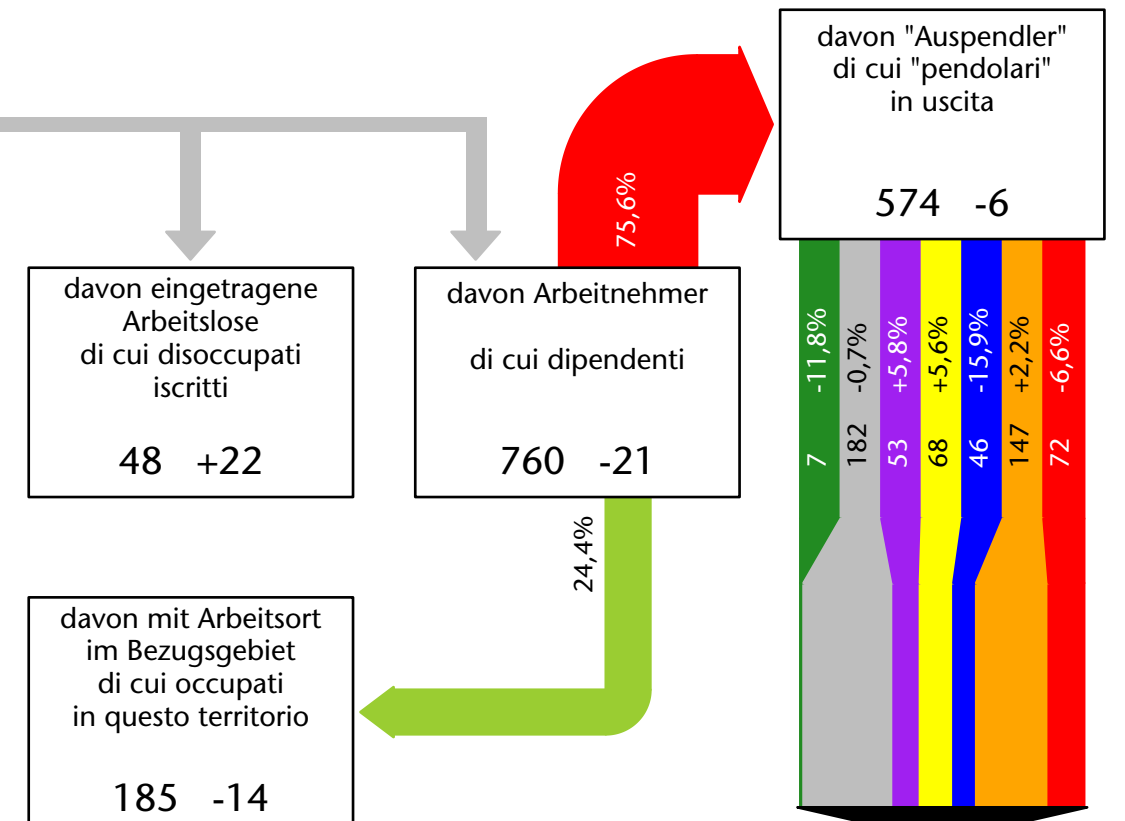 davon "Auspendler"
di cui "pendolari"
in uscita
574 -6
75,6%
davon eingetragene
Arbeitslose
di cui disoccupati
iscritti
48 +22
davon Arbeitnehmer
di cui dipendenti
760 -21
7 -11,8%
182 -0,7%
53 +5,8%
68 +5,6%
46 -15,9%
147 +2,2%
72 -6,6%
24,4%
davon mit Arbeitsort
im Bezugsgebiet
di cui occupati
in questo territorio
185 -14